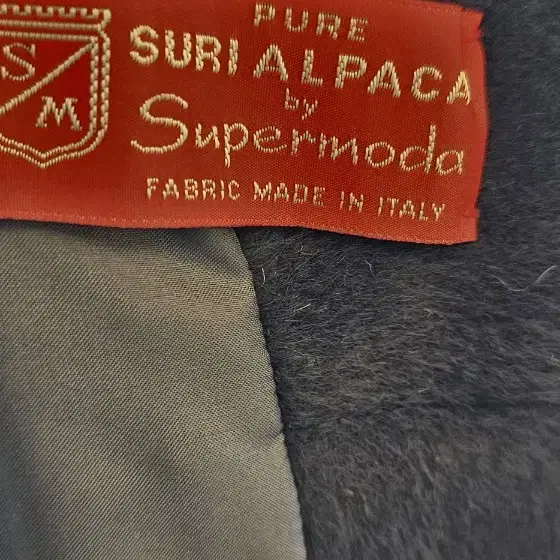 S
M
PURE
SURI ALPACA
by
Supermoda
FABRIC MADE IN ITALY